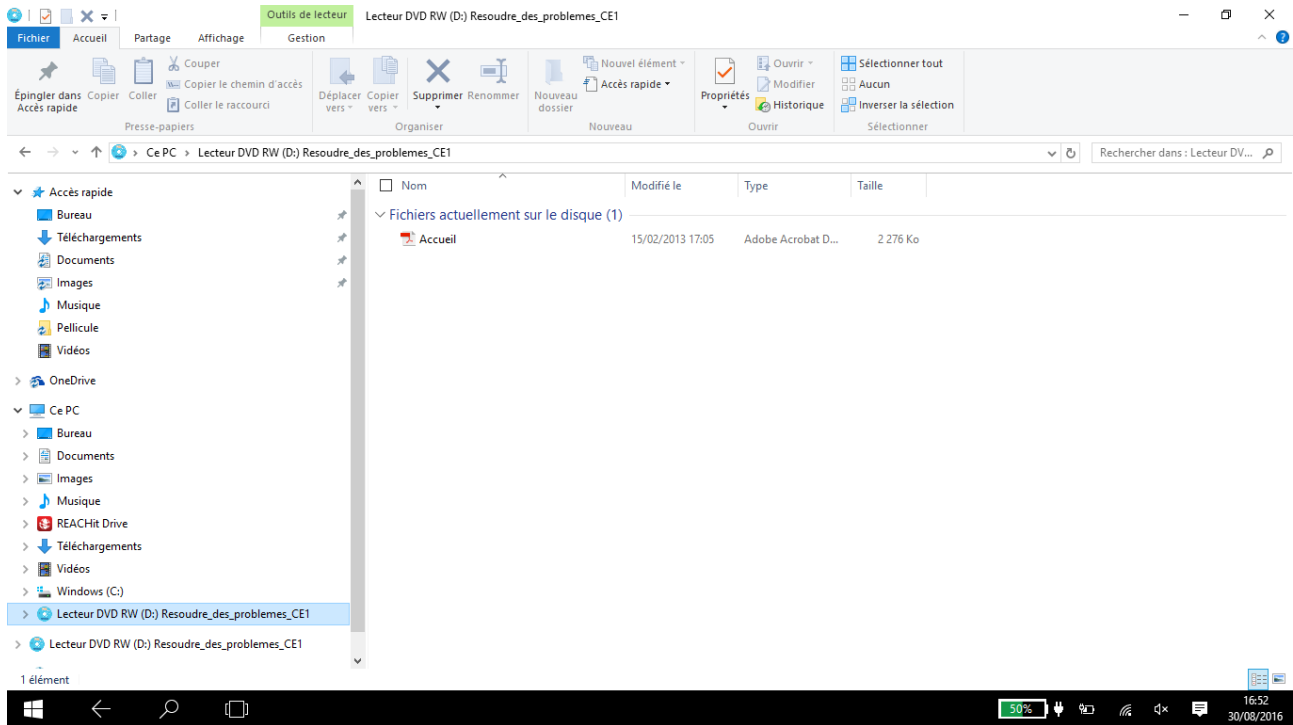 Outils de lecteur Lecteur DVD RW (D:) Resoudre_des_problemes_CE1
Fichier Accueil Partage Affichage Gestion
Épingler dans Accès rapide
Copier
Coller
Couper
Copier le chemin d'accès
Coller le raccourci
Presse-papiers
Déplacer vers
Copier vers
Supprimer
Renommer
Organiser
Nouveau dossier
Nouvel élément
Accès rapide
Nouveau
Propriétés
Ouvrir
Modifier
Historique
Ouvrir
Sélectionner tout
Aucun
Inverser la sélection
Sélectionner
Ce PC Lecteur DVD RW (D:) Resoudre_des_problemes_CE1
Rechercher dans : Lecteur DV...
Accès rapide
Bureau
Téléchargements
Documents
Images
Musique
Pellicule
Vidéos
OneDrive
Ce PC
Bureau
Documents
Images
Musique
REACHit Drive
Téléchargements
Vidéos
Windows (C:)
Lecteur DVD RW (D:) Resoudre_des_problemes_CE1
Lecteur DVD RW (D:) Resoudre_des_problemes_CE1
Nom Modifié le Type Taille
Fichiers actuellement sur le disque (1)
Accueil 15/02/2013 17:05 Adobe Acrobat D... 2 276 Ko
1 élément
50%
16:52
30/08/2016